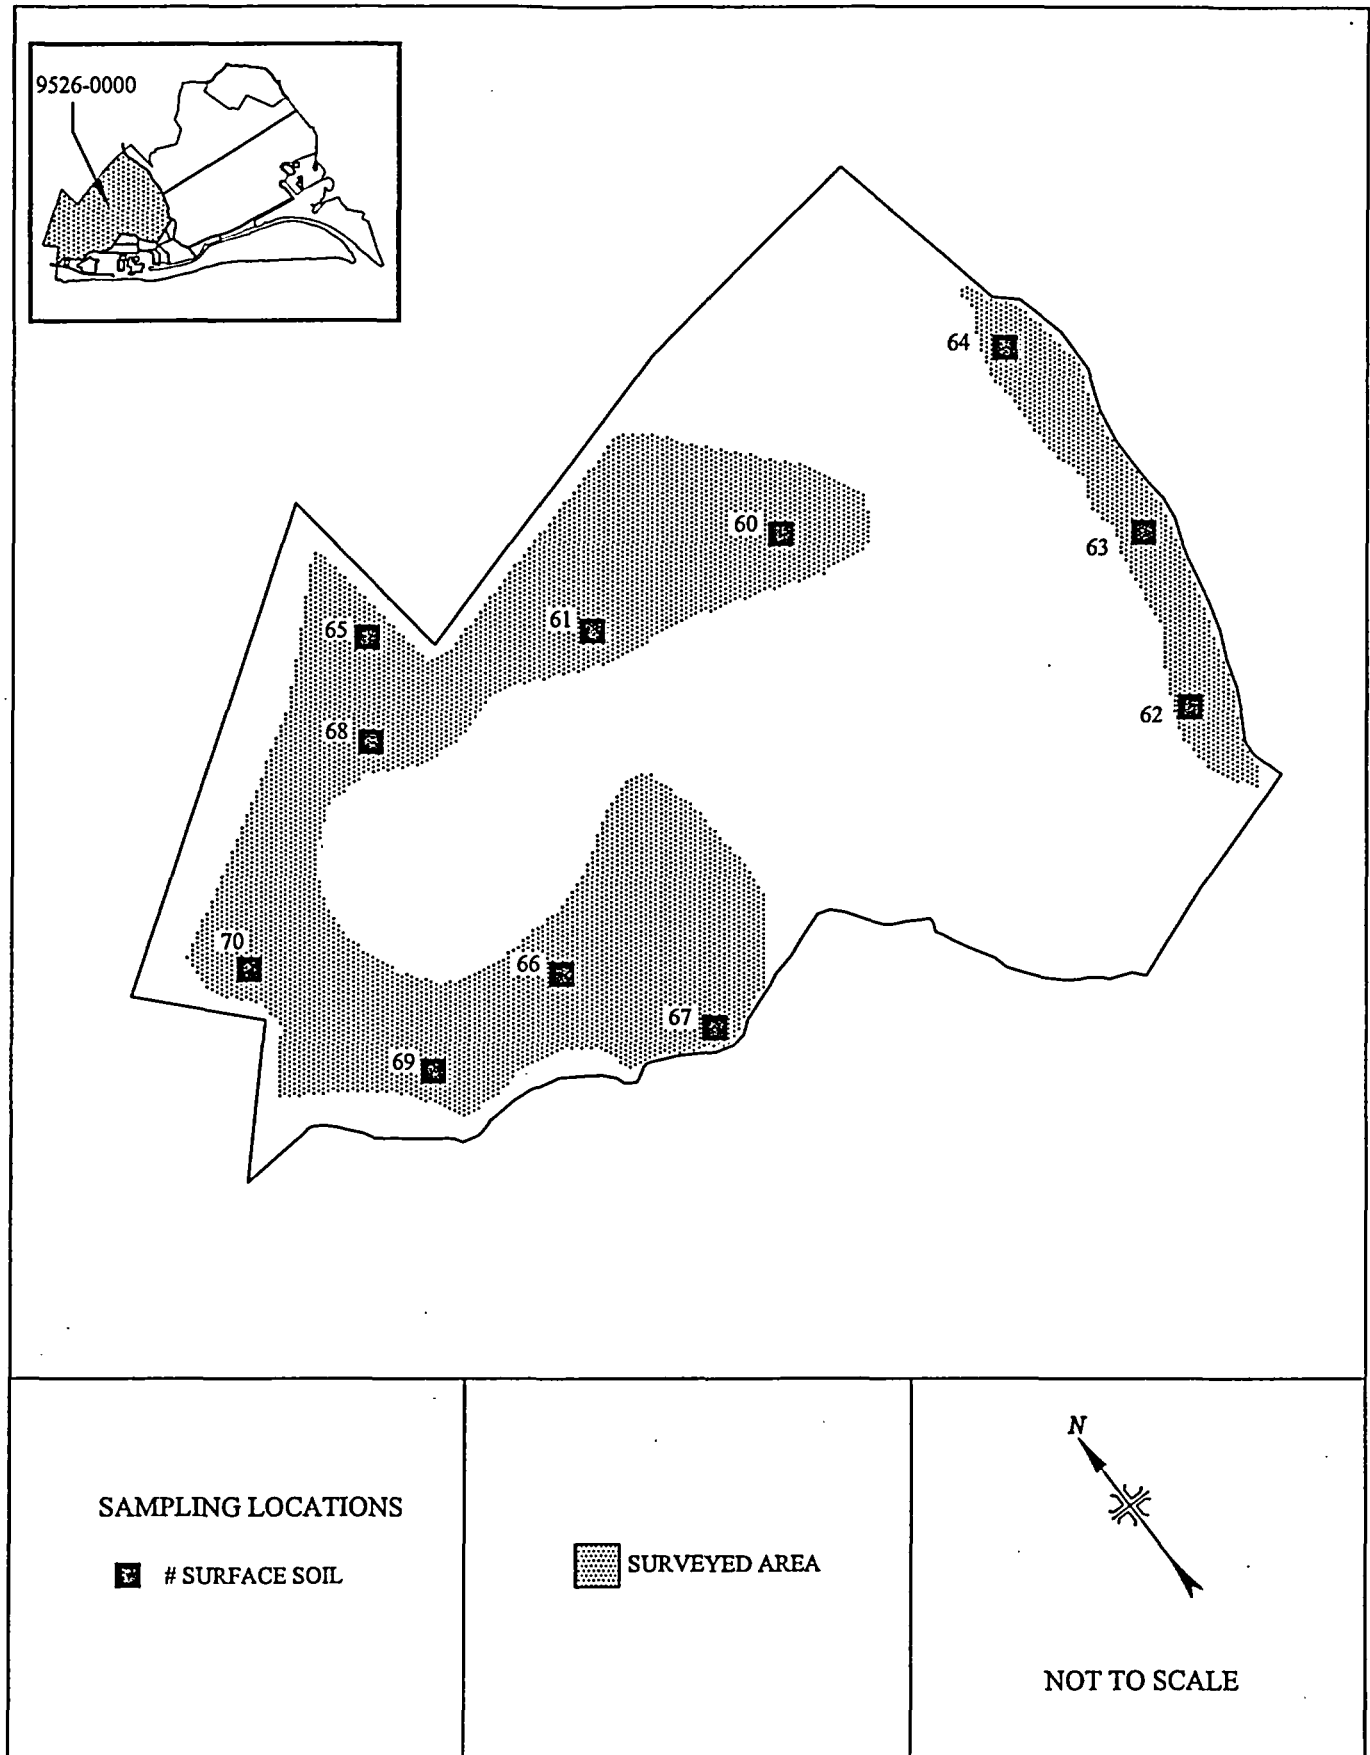 9526-0000
64
60
63
61
65
62
68
70
66
67
69
N
SAMPLING LOCATIONS
# SURFACE SOIL
SURVEYED AREA
NOT TO SCALE